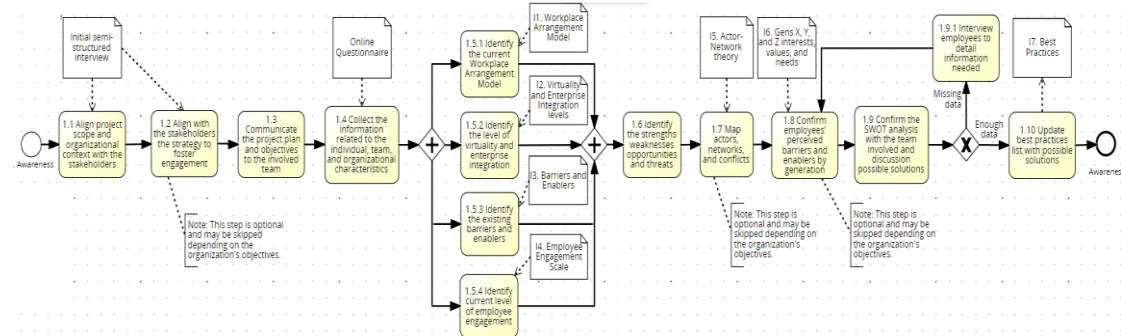 Initial semi-
structured
interview
Online
Questionnaire
I1. Workplace
Arrangement
Model
I2. Virtuality
and Enterprise
Integration
levels
I3. Barriers and
Enablers
I4. Employee
Engagement
Scale
I5. Actor-
Network
theory
I6. Gens X, Y,
and Z interests,
values, and
needs
I7. Best
Practices
. Awareness
1.1 Align project
scope and
organizational
context with the
stakeholders
1.2 Align with
the stakeholders
the strategy to
foster
engagement
1.3
Communicate
the project plan
and objectives
to the involved
team
1.4 Collect the
information
related to the
individual, team,
and organizational
characteristics
1.5.1 Identify
the current
Workplace
Arrangement
Model
1.5.2 Identify
the level of
virtuality and
enterprise
integration
1.5.3 Identify
the existing
barriers and
enablers
1.5.4 Identify
current level of
employee
engagement
1.6 Identify
the strengths
weaknesses
opportunities
and threats
1.7 Map
actors,
networks,
and conflicts
1.8 Confirm
employees'
perceived
barriers and
enablers by
generation
1.9 Confirm the
SWOT analysis
with the team
involved and
discussion
possible solutions
1.9.1 Interview
employees to
detail
information
needed
Missing
data
Enough
data
1.10 Update
best practices
list with possible
solutions
Awarenes
Note: This step is
optional and may
be skipped
depending on the
organization's
objectives.
Note: This step is
optional and may be
skipped depending on
the organization's
objectives.
Note: This step is
optional and may be
skipped depending on
the organization's
objectives.